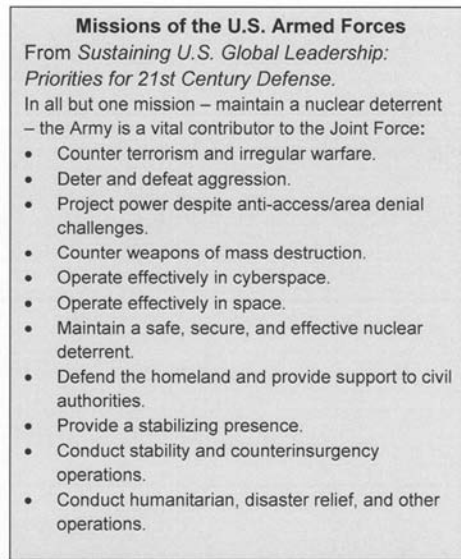 Missions of the U.S. Armed Forces
From Sustaining U.S. Global Leadership:
Priorities for 21st Century Defense.
In all but one mission – maintain a nuclear deterrent
– the Army is a vital contributor to the Joint Force:
• Counter terrorism and irregular warfare.
• Deter and defeat aggression.
• Project power despite anti-access/area denial
challenges.
• Counter weapons of mass destruction.
• Operate effectively in cyberspace.
• Operate effectively in space.
• Maintain a safe, secure, and effective nuclear
deterrent.
• Defend the homeland and provide support to civil
authorities.
• Provide a stabilizing presence.
• Conduct stability and counterinsurgency
operations.
• Conduct humanitarian, disaster relief, and other
operations.